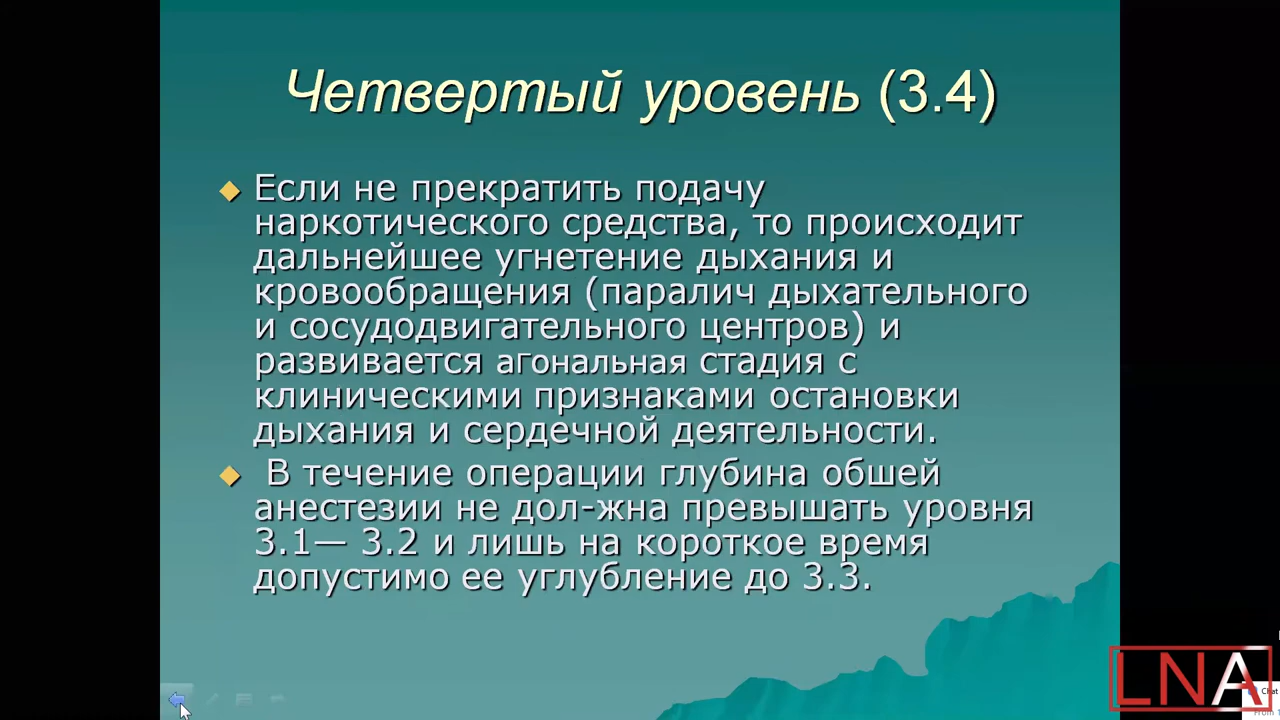 Четвертый уровень (3.4)
Если не прекратить подачу
наркотического средства, то происходит
дальнейшее угнетение дыхания и
кровообращения (паралич дыхательного
и сосудодвигательного центров) и
развивается агональная стадия с
клиническими признаками остановки
дыхания и сердечной деятельности.
В течение операции глубина обшей
анестезии не дол-жна превышать уровня
3.1— 3.2 и лишь на короткое время
допустимо ее углубление до 3.3.
LNA
Chat